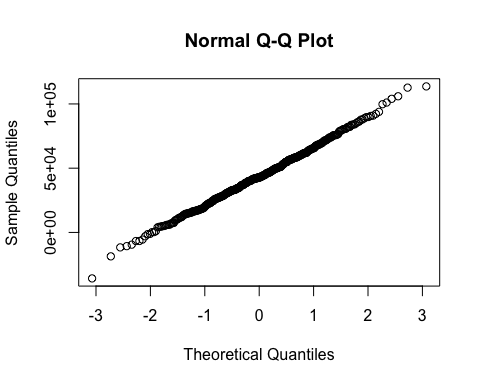 Normal Q-Q Plot
Sample Quantiles
1e+05
5e+04
0e+00
-3 -2 -1 0 1 2 3
Theoretical Quantiles